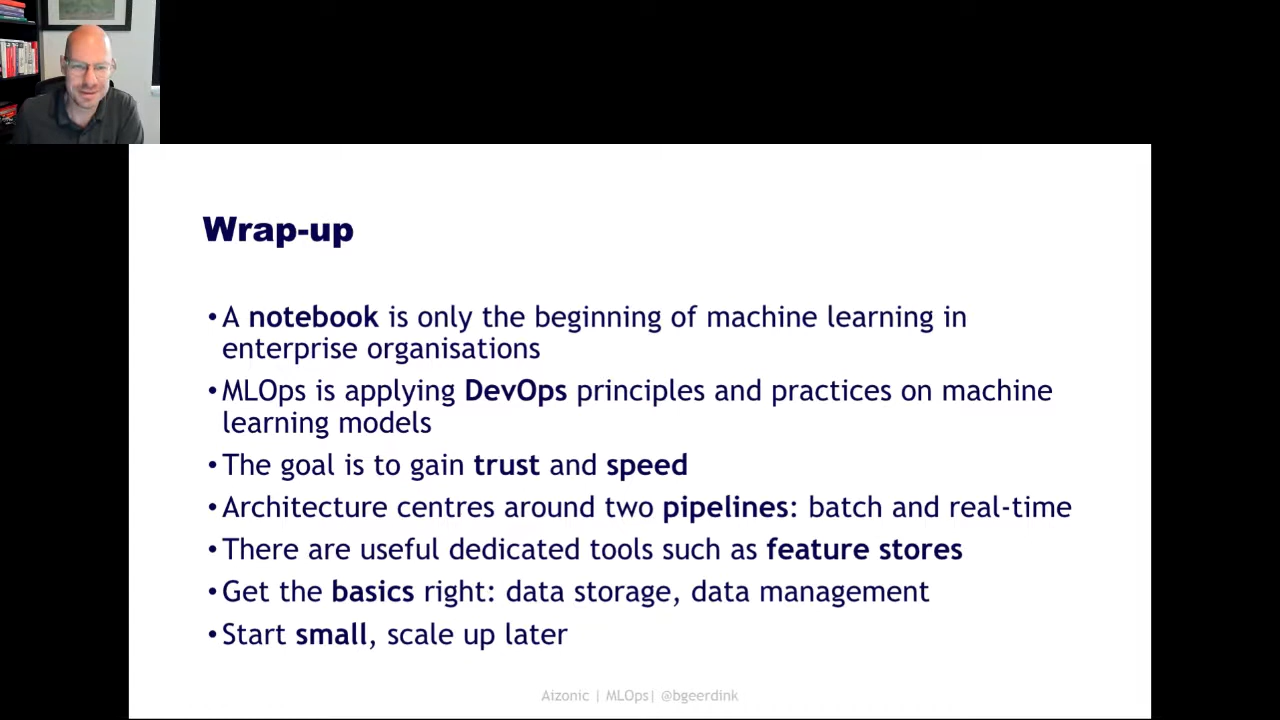 Wrap-up
•A notebook is only the beginning of machine learning in
enterprise organisations
•MLOps is applying DevOps principles and practices on machine
learning models
•The goal is to gain trust and speed
•Architecture centres around two pipelines: batch and real-time
•There are useful dedicated tools such as feature stores
•Get the basics right: data storage, data management
•Start small, scale up later
Aizonic | MLOps| @bgeerdink